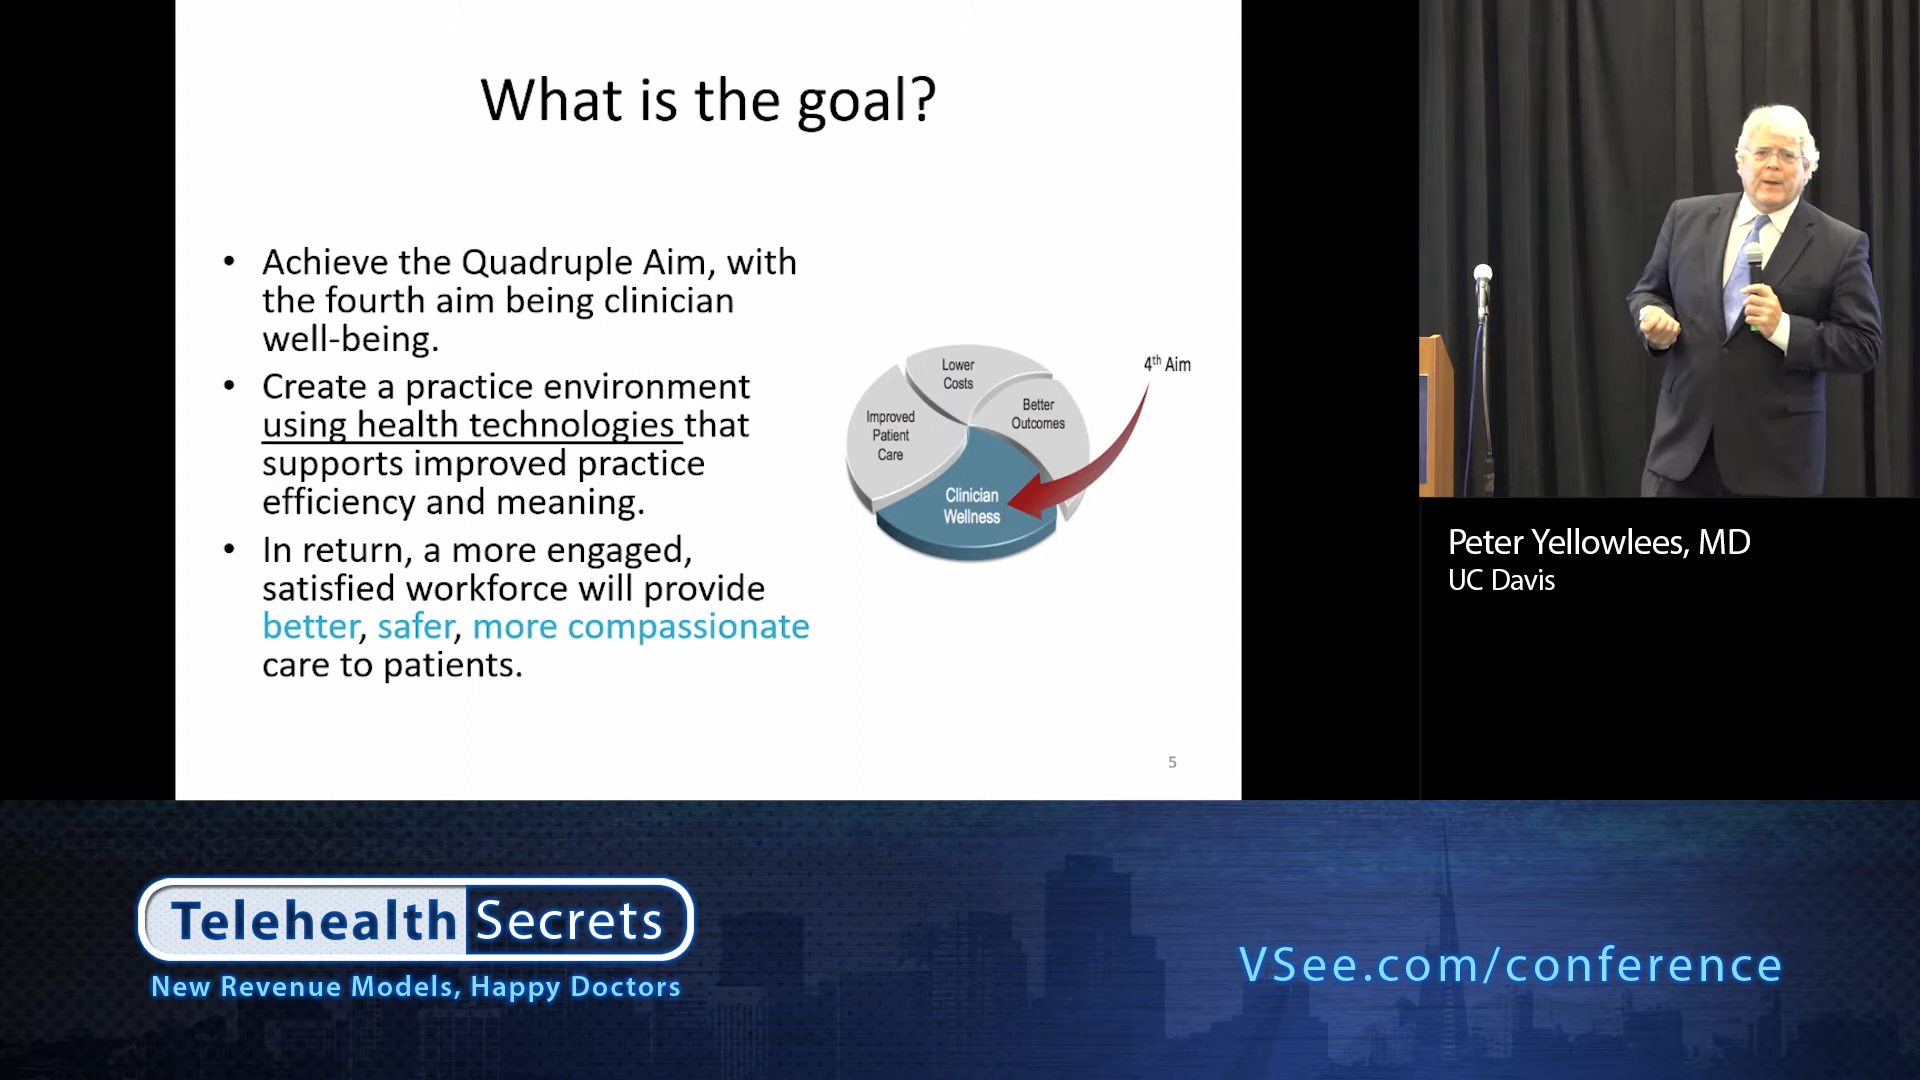 What is the goal?
• Achieve the Quadruple Aim, with
the fourth aim being clinician
well-being.
• Create a practice environment
using health technologies that
supports improved practice
efficiency and meaning.
• In return, a more engaged,
satisfied workforce will provide
better, safer, more compassionate
care to patients.
Lower
Costs
Improved
Patient
Care
Better
Outcomes
Clinician
Wellness
4th Aim
5
Peter Yellowlees, MD
UC Davis
Telehealth Secrets
New Revenue Models, Happy Doctors
VSee.com/conference